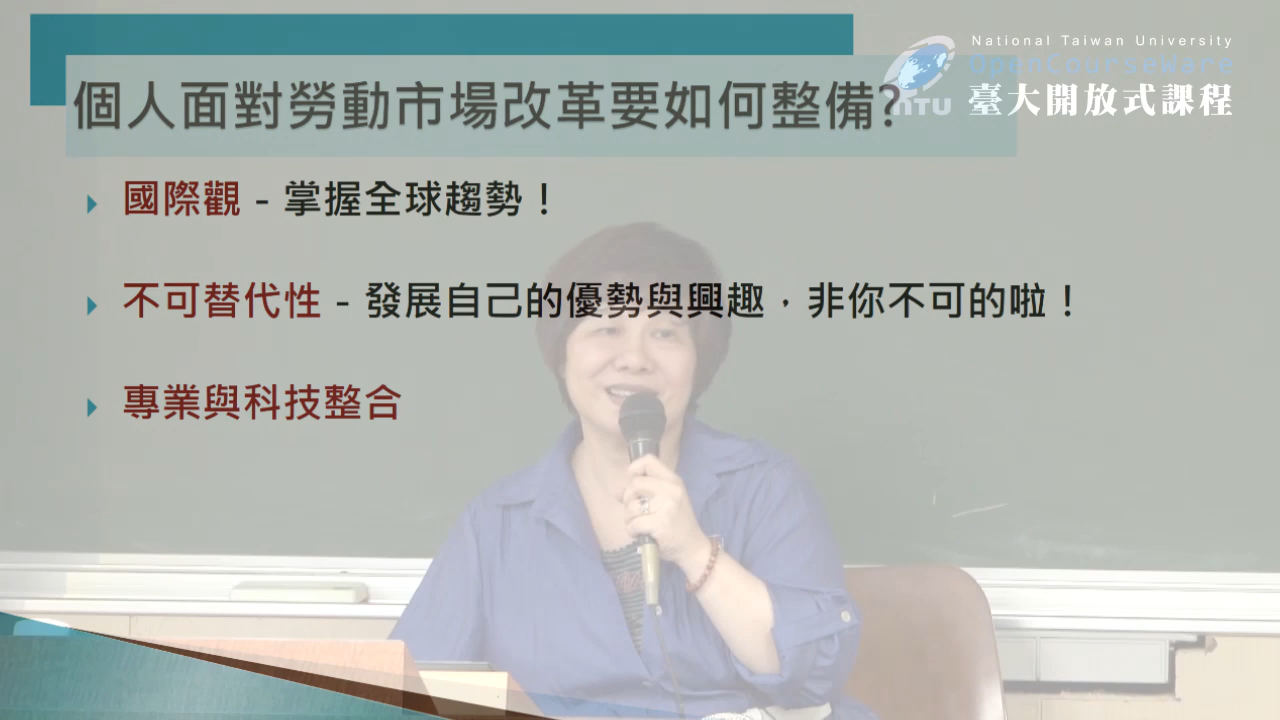 National Taiwan University
OpenCourseWare
NTU 臺大開放式課程
個人面對勞動市場改革要如何整備?
國際觀 - 掌握全球趨勢！
不可替代性 - 發展自己的優勢與興趣，非你不可的啦！
專業與科技整合